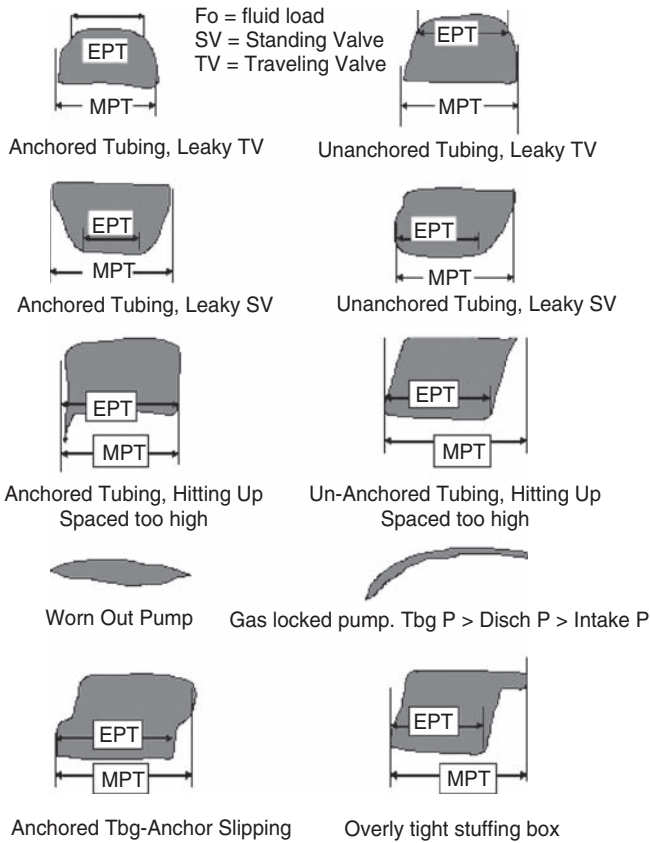 Fo = fluid load
SV = Standing Valve
TV = Traveling Valve
EPT
MPT
Anchored Tubing, Leaky TV
EPT
MPT
Unanchored Tubing, Leaky TV
EPT
MPT
Anchored Tubing, Leaky SV
EPT
MPT
Unanchored Tubing, Leaky SV
EPT
MPT
Anchored Tubing, Hitting Up
Spaced too high
EPT
MPT
Un-Anchored Tubing, Hitting Up
Spaced too high
Worn Out Pump
Gas locked pump. Tbg P > Disch P > Intake P
EPT
MPT
Anchored Tbg-Anchor Slipping
EPT
MPT
Overly tight stuffing box